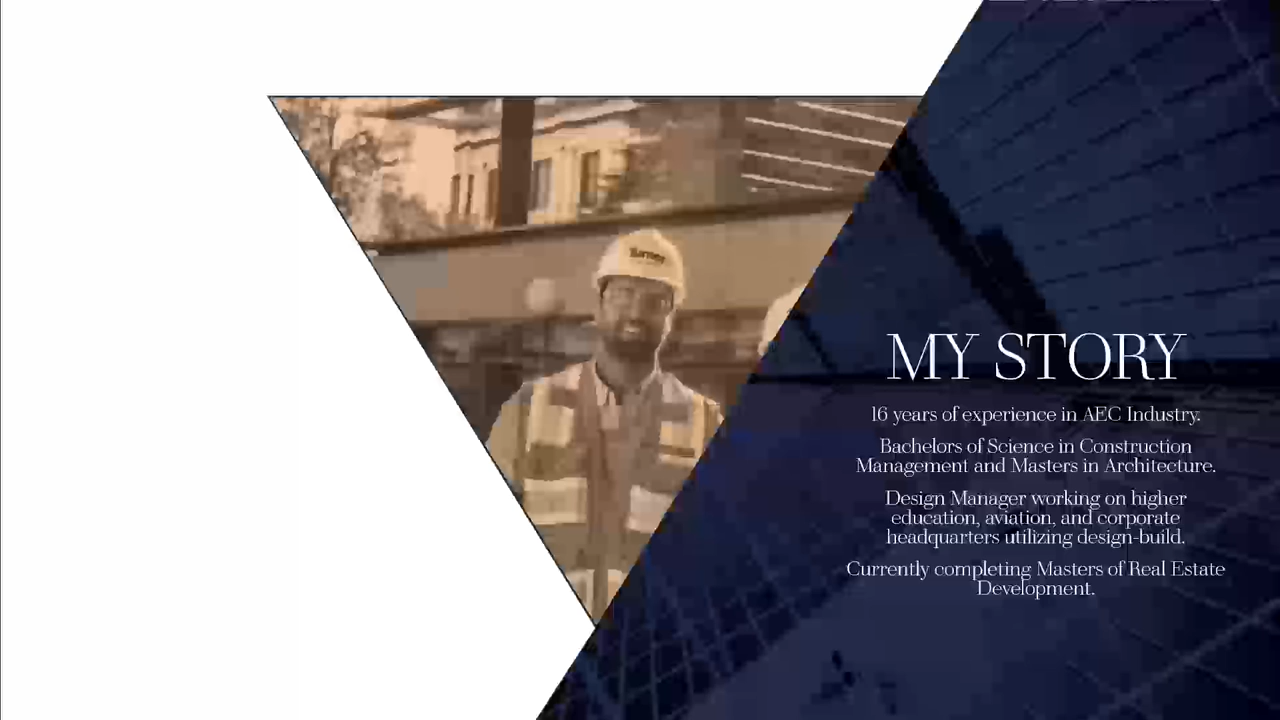 MY STORY
16 years of experience in AEC Industry.
Bachelors of Science in Construction
Management and Masters in Architecture.
Design Manager working on higher
education, aviation, and corporate
headquarters utilizing design-build.
Currently completing Masters of Real Estate
Development.